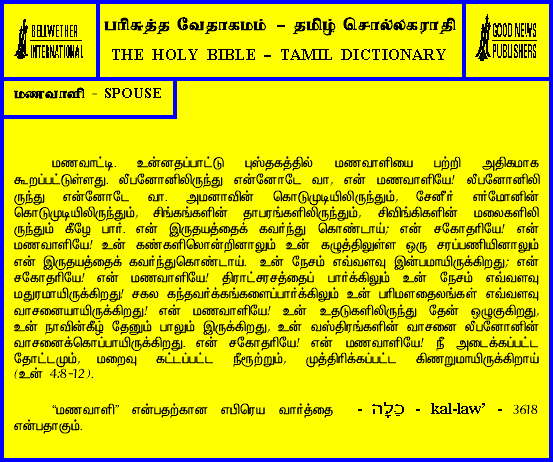 BELLWETHER
INTERNATIONAL
பரிசுத்த வேதாகமம் – தமிழ் சொல்லகராதி
THE HOLY BIBLE – TAMIL DICTIONARY
GOOD NEWS
PUBLISHERS
மணவாளி - SPOUSE
மணவாட்டி. உன்னதப்பாட்டு புஸ்தகத்தில் மணவாளியை பற்றி அதிகமாக
கூறப்பட்டுள்ளது. லீபனோனிலிருந்து என்னோடே வா, என் மணவாளியே! லீபனோனிலி
ருந்து என்னோடே வா. அமனாவின் கொடுமுடியிலிருந்தும், சேனீர் எர்மோனின்
கொடுமுடியிலிருந்தும், சிங்கங்களின் தாபரங்களிலிருந்தும், சிவிங்கிகளின் மலைகளிலி
ருந்தும் கீழே பார். என் இருதயத்தைக் கவர்ந்து கொண்டாய்; என் சகோதரியே! என்
மணவாளியே! உன் கண்களிலொன்றினாலும் உன் கழுத்திலுள்ள ஒரு சரப்பணியினாலும்
என் இருதயத்தைக் கவர்ந்துகொண்டாய். உன் நேசம் எவ்வளவு இன்பமாயிருக்கிறது; என்
சகோதரியே! என் மணவாளியே! திராட்சரசத்தைப் பார்க்கிலும் உன் நேசம் எவ்வளவு
மதுரமாயிருக்கிறது! சகல கந்தவர்க்கங்களைப்பார்க்கிலும் உன் பரிமளதைலங்கள் எவ்வளவு
வாசனையாயிருக்கிறது! என் மணவாளியே! உன் உதடுகளிலிருந்து தேன் ஒழுகுகிறது,
உன் நாவின்கீழ் தேனும் பாலும் இருக்கிறது, உன் வஸ்திரங்களின் வாசனை லீபனோனின்
வாசனைக்கொப்பாயிருக்கிறது. என் சகோதரியே! என் மணவாளியே! நீ அடைக்கப்பட்ட
தோட்டமும், மறைவு கட்டப்பட்ட நீரூற்றும், முத்திரிக்கப்பட்ட கிணறுமாயிருக்கிறாய்
(உன் 4:8-12).
“மணவாளி” என்பதற்கான எபிரெய வார்த்தை - כַּלָּה - kal-law’ - 3618
என்பதாகும்.